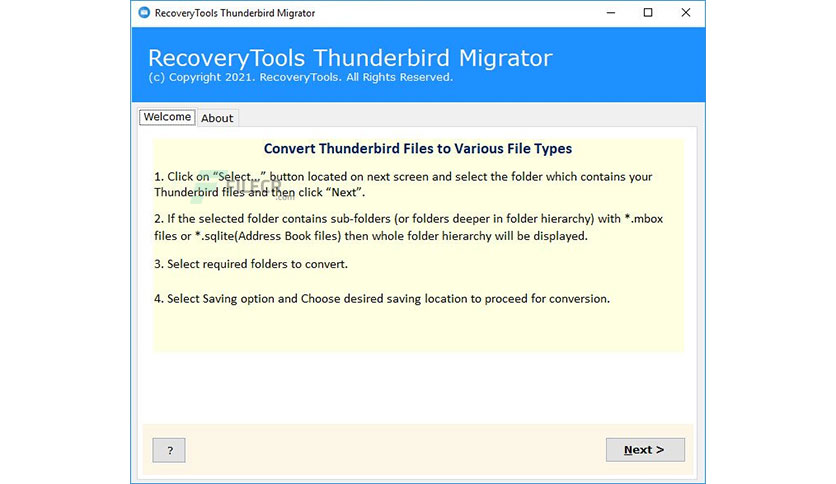 RecoveryTools Thunderbird Migrator
RecoveryTools Thunderbird Migrator
(c) Copyright 2021. RecoveryTools. All Rights Reserved.
Welcome
About
Convert Thunderbird Files to Various File Types
1. Click on “Select...” button located on next screen and select the folder which contains your
Thunderbird files and then click “Next”.
FILECR
.com
2. If the selected folder contains sub-folders (or folders deeper in folder hierarchy) with *.mbox
files or *.sqlite(Address Book files) then whole folder hierarchy will be displayed.
3. Select required folders to convert.
4. Select Saving option and Choose desired saving location to proceed for conversion.
?
Next >